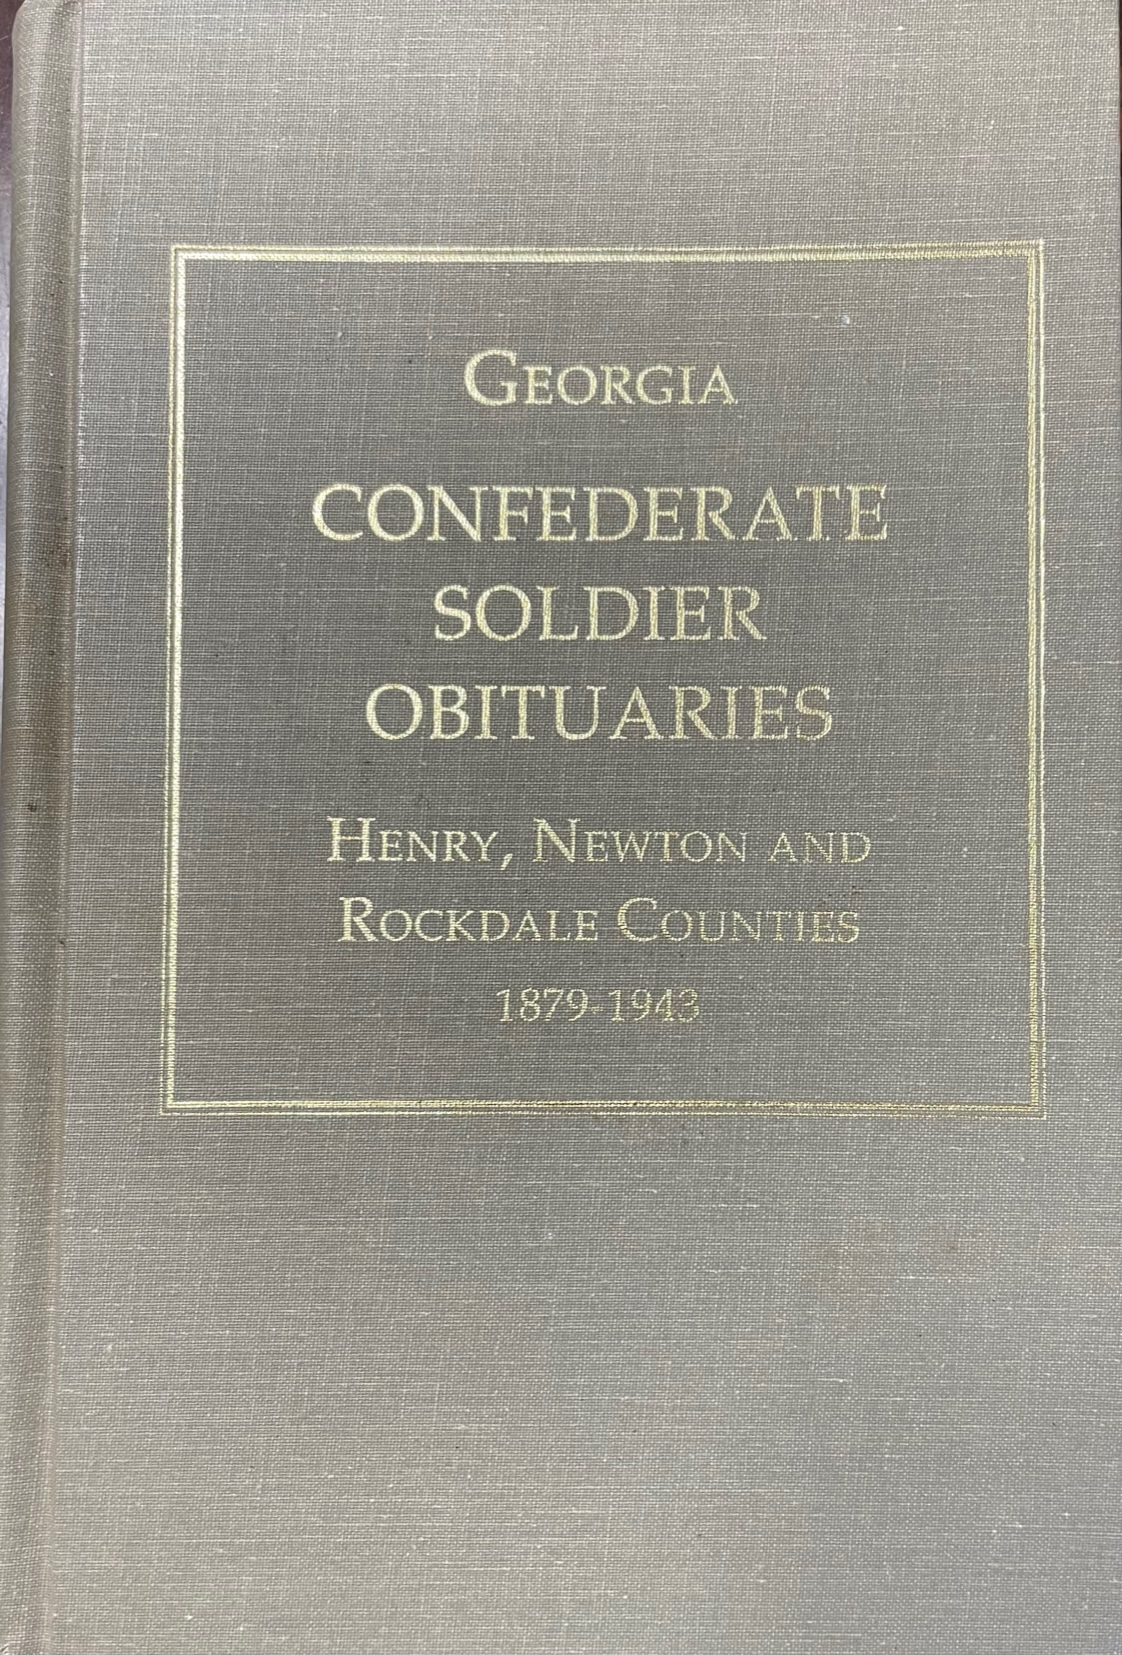 GEORGIA
CONFEDERATE
SOLDIER
OBITUARIES
HENRY, NEWTON AND
ROCKDALE COUNTIES
1879-1943